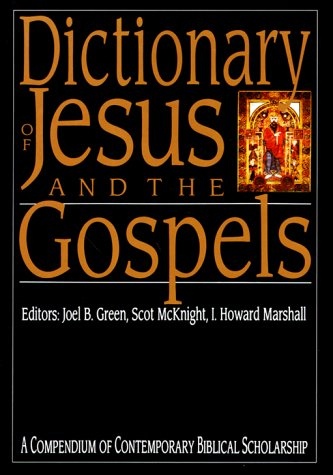 Dictionary
OF Jesus
AND THE
Gospels
Editors: Joel B. Green, Scot McKnight, I. Howard Marshall
A COMPENDIUM OF CONTEMPORARY BIBLICAL SCHOLARSHIP